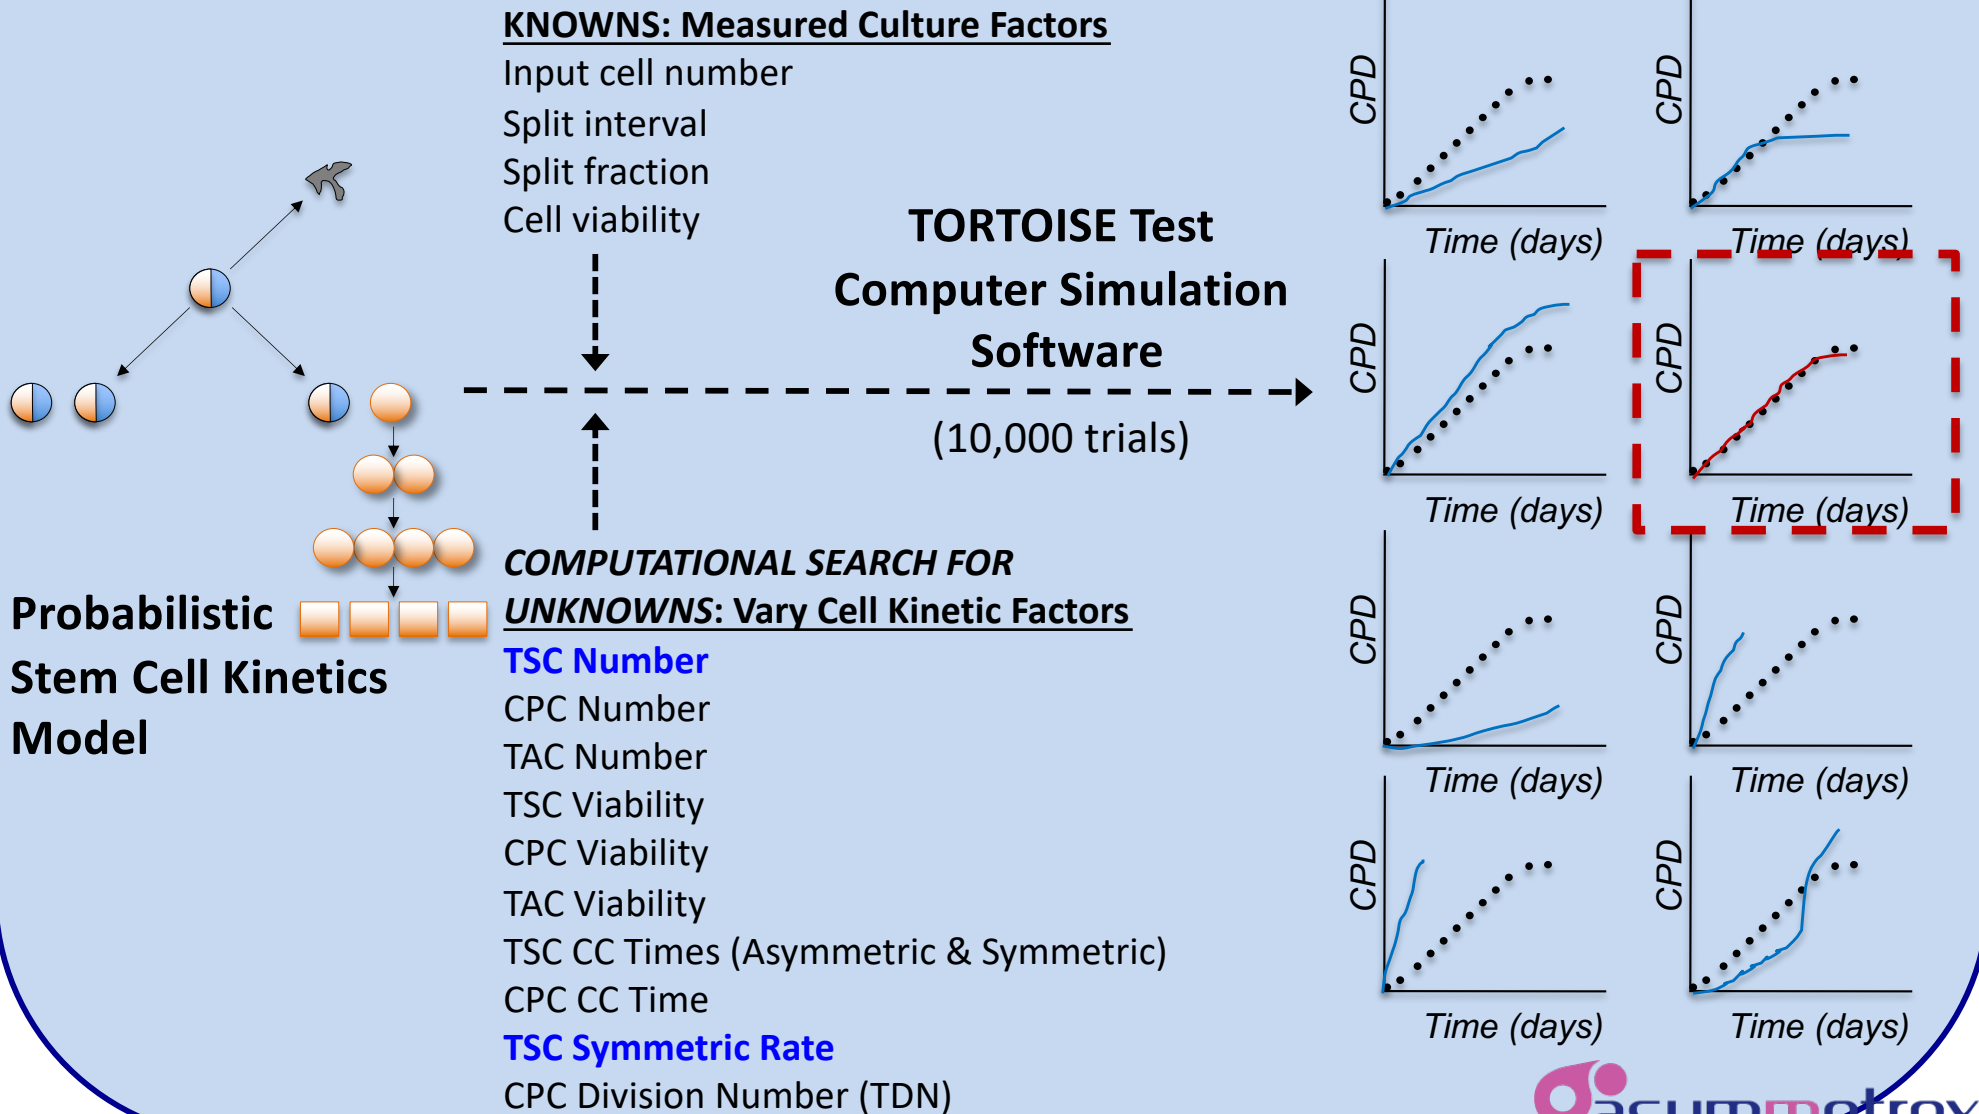 KNOWNS: Measured Culture Factors
Input cell number
Split interval
Split fraction
Cell viability
TORTOISE Test
Computer Simulation
Software
(10,000 trials)
COMPUTATIONAL SEARCH FOR
UNKNOWNS: Vary Cell Kinetic Factors
TSC Number
CPC Number
TAC Number
TSC Viability
CPC Viability
TAC Viability
TSC CC Times (Asymmetric & Symmetric)
CPC CC Time
TSC Symmetric Rate
CPC Division Number (TDN)
Probabilistic
Stem Cell Kinetics
Model
CPD
Time (days)
CPD
Time (days)
CPD
Time (days)
CPD
Time (days)
CPD
Time (days)
CPD
Time (days)
CPD
Time (days)
CPD
Time (days)